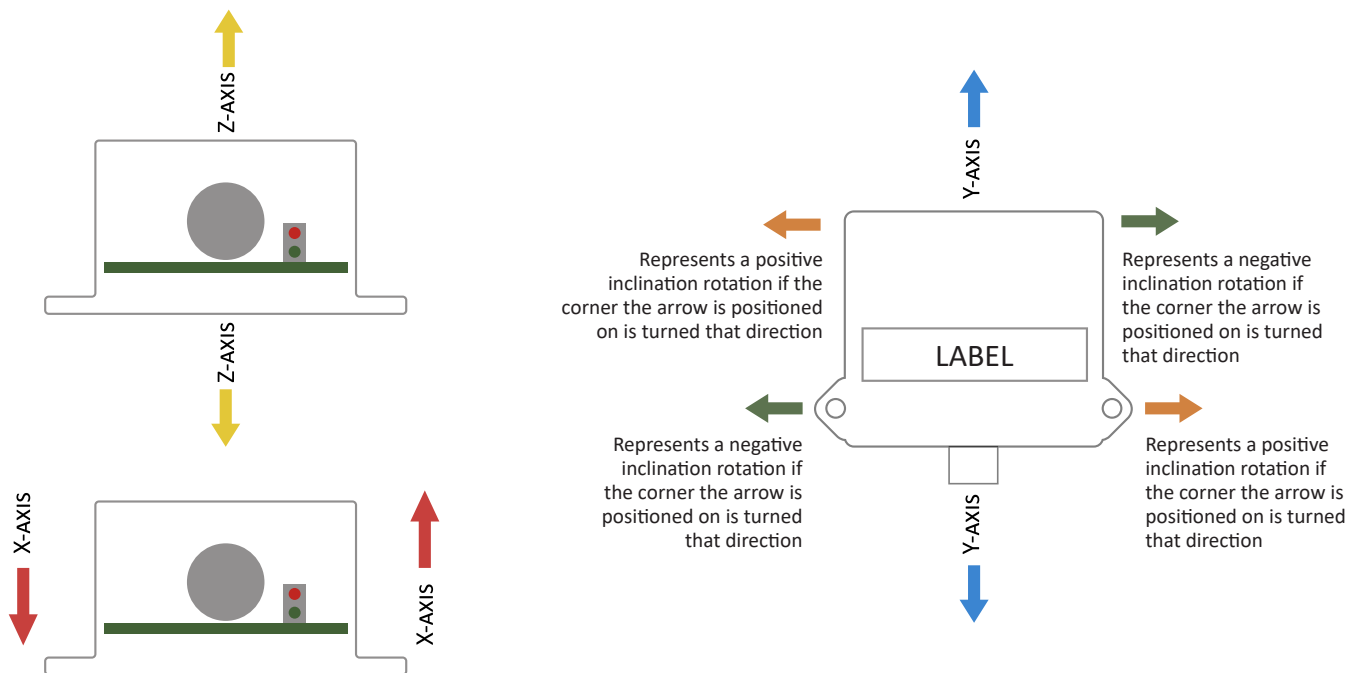 Z-AXIS
Z-AXIS
X-AXIS
X-AXIS
Y-AXIS
Represents a positive
inclination rotation if the
corner the arrow is positioned
on is turned that direction
Represents a negative
inclination rotation if
the corner the arrow is
positioned on is turned
that direction
LABEL
Represents a negative
inclination rotation if
the corner the arrow is
positioned on is turned
that direction
Represents a positive
inclination rotation if
the corner the arrow is
positioned on is turned
that direction
Y-AXIS